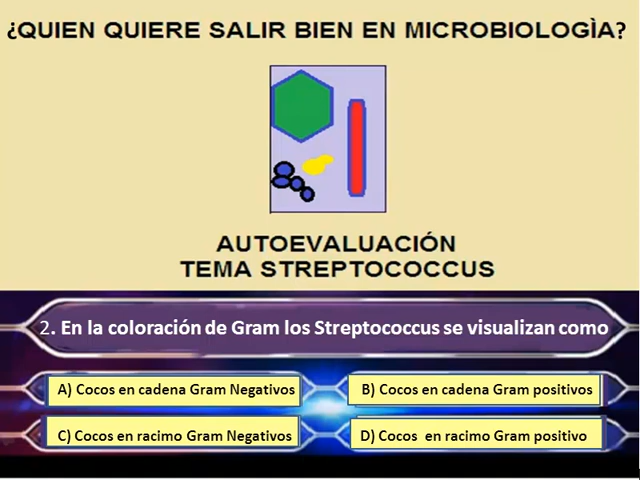 ¿QUIEN QUIERE SALIR BIEN EN MICROBIOLOGÌA?
AUTOEVALUACIÓN
TEMA STREPTOCOCCUS
2. En la coloración de Gram los Streptococcus se visualizan como
A) Cocos en cadena Gram Negativos
B) Cocos en cadena Gram positivos
C) Cocos en racimo Gram Negativos
D) Cocos en racimo Gram positivo